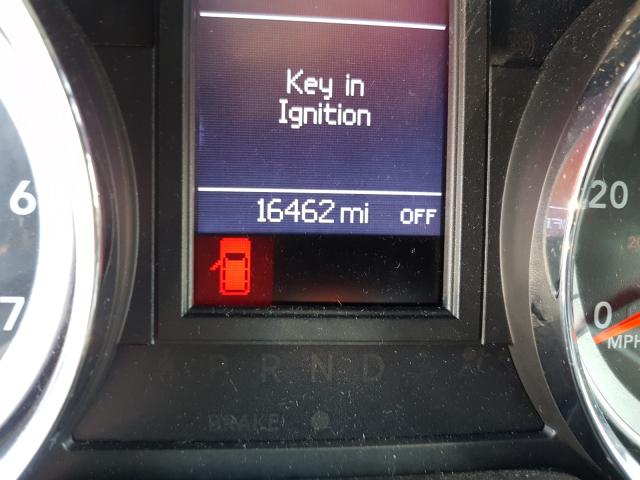 Key in
Ignition
16462 mi OFF
6
7
20
0
MPH
P R N D
BRAKE